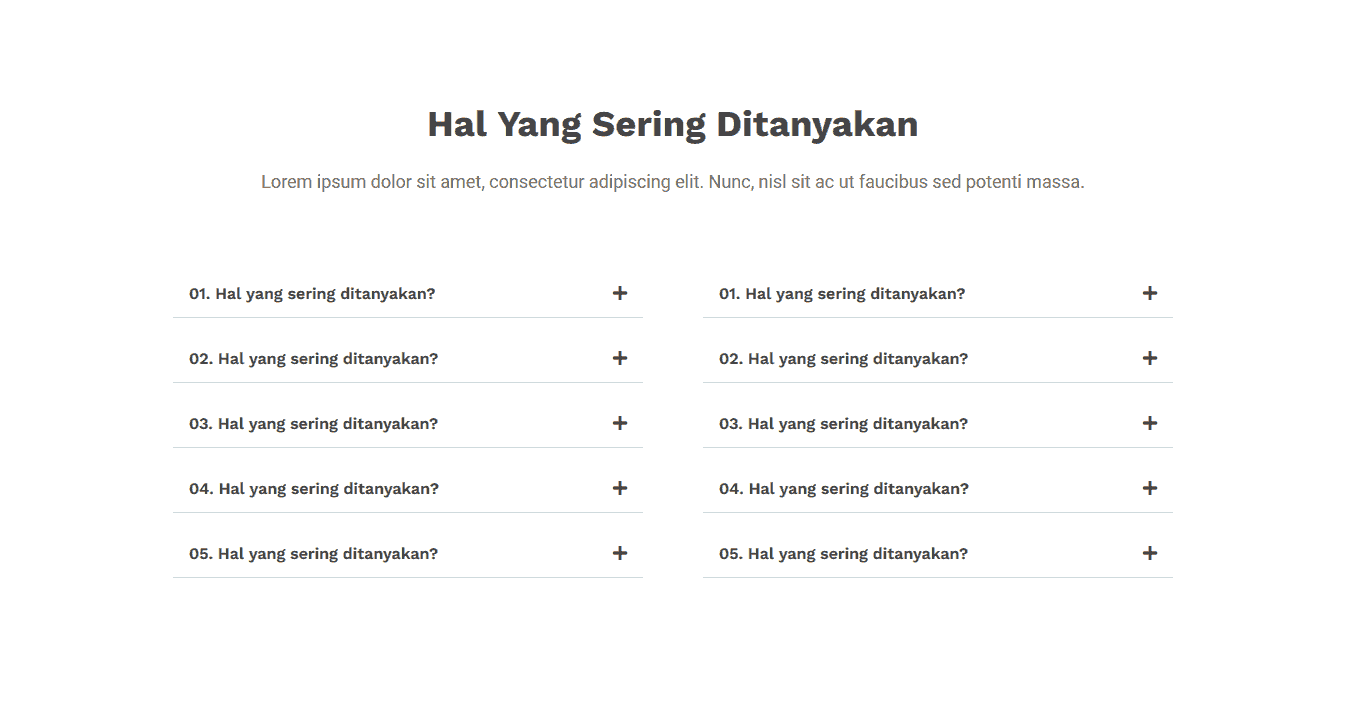 Hal Yang Sering Ditanyakan
Lorem ipsum dolor sit amet, consectetur adipiscing elit. Nunc, nisl sit ac ut faucibus sed potenti massa.
01. Hal yang sering ditanyakan?
02. Hal yang sering ditanyakan?
03. Hal yang sering ditanyakan?
04. Hal yang sering ditanyakan?
05. Hal yang sering ditanyakan?
01. Hal yang sering ditanyakan?
02. Hal yang sering ditanyakan?
03. Hal yang sering ditanyakan?
04. Hal yang sering ditanyakan?
05. Hal yang sering ditanyakan?